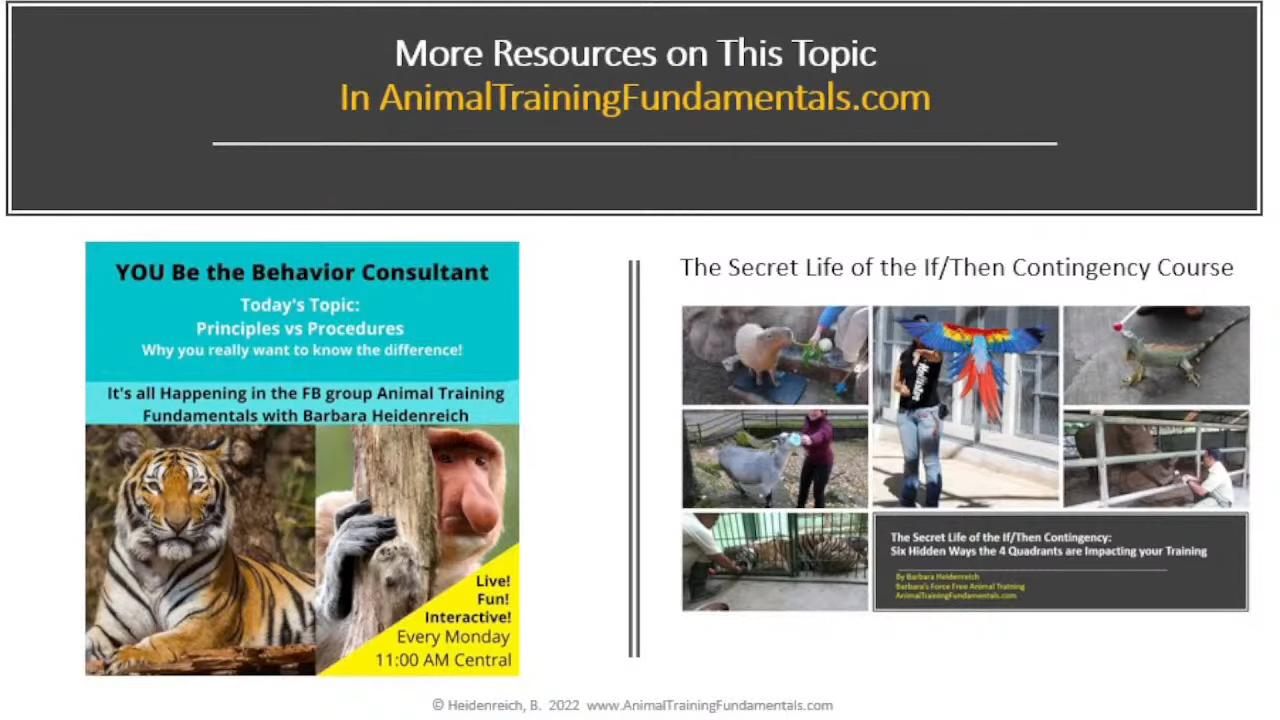 More Resources on This Topic
In AnimalTrainingFundamentals.com
YOU Be the Behavior Consultant
Today's Topic:
Principles vs Procedures
Why you really want to know the difference!
It's all Happening in the FB group Animal Training
Fundamentals with Barbara Heidenreich
Live!
Fun!
Interactive!
Every Monday
11:00 AM Central
The Secret Life of the If/Then Contingency Course
The Secret Life of the If/Then Contingency:
Six Hidden Ways the 4 Quadrants are Impacting your Training
By Barbara Heidenreich
Barbara's Force Free Animal Training
AnimalTrainingFundamentals.com
© Heidenreich, B. 2022 www.AnimalTrainingFundamentals.com